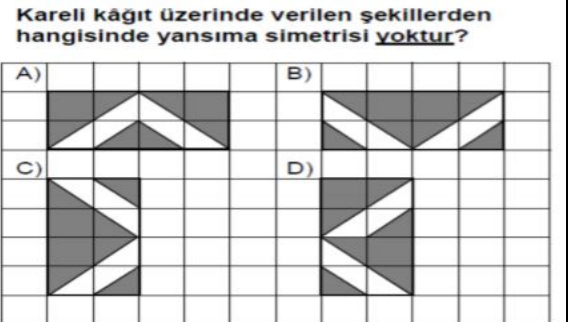 Kareli kâğıt üzerinde verilen şekillerden
hangisinde yansıma simetrisi yoktur?
A)
B)
C)
D)